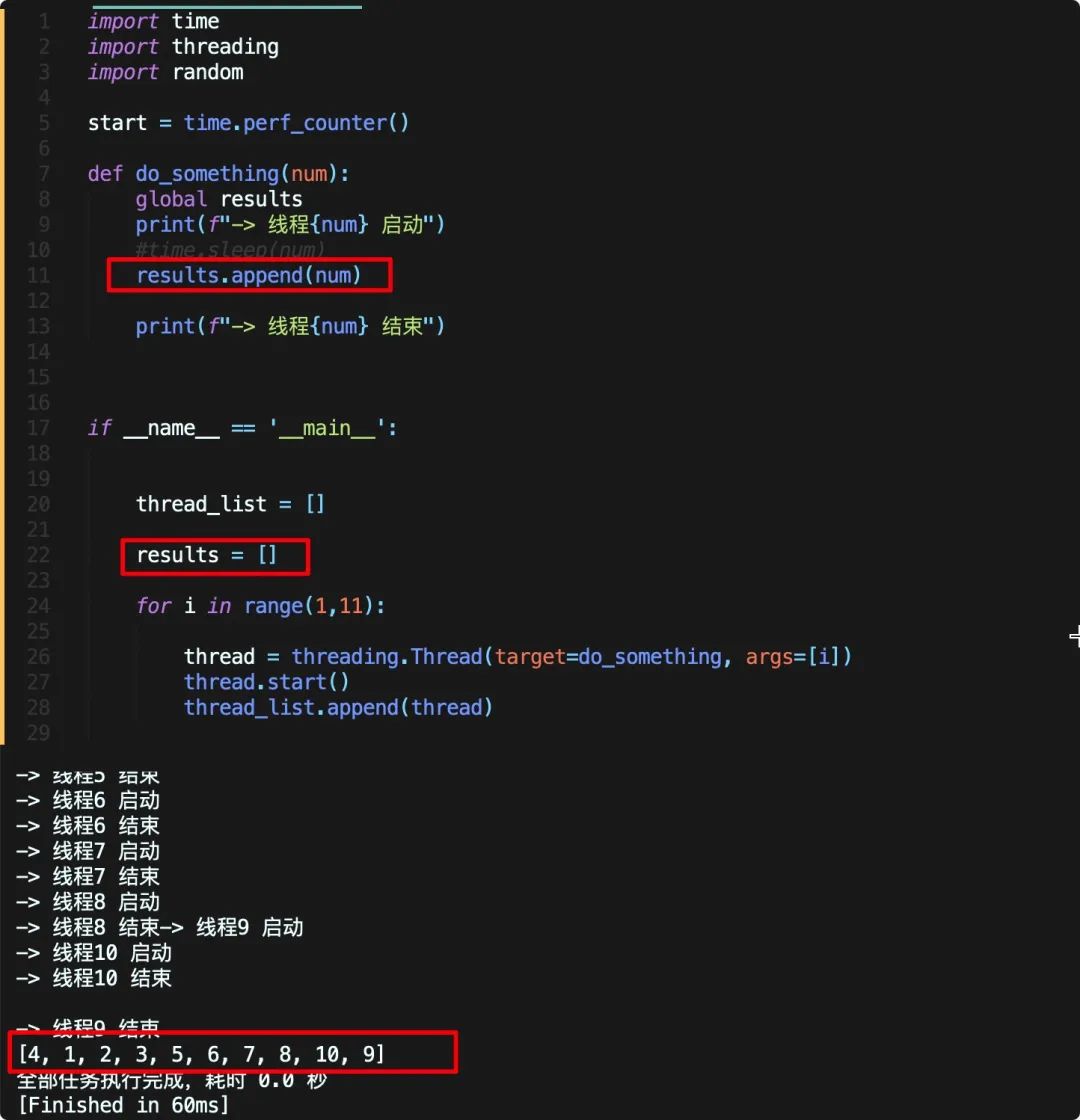 1 import time
2 import threading
3 import random
4
5 start = time.perf_counter()
6
7 def do_something(num):
8 global results
9 print(f"-> 线程{num} 启动")
10 #time.sleep(num)
11 results.append(num)
12
13 print(f"-> 线程{num} 结束")
14
15
16
17 if __name__ == '__main__':
18
19
20 thread_list = []
21
22 results = []
23
24 for i in range(1,11):
25
26 thread = threading.Thread(target=do_something, args=[i])
27 thread.start()
28 thread_list.append(thread)
29
-> 线程5 结束
-> 线程6 启动
-> 线程6 结束
-> 线程7 启动
-> 线程7 结束
-> 线程8 启动
-> 线程8 结束-> 线程9 启动
-> 线程10 启动
-> 线程10 结束
-> 线程9 结束
[4, 1, 2, 3, 5, 6, 7, 8, 10, 9]
全部任务执行完成，耗时 0.0 秒
[Finished in 60ms]